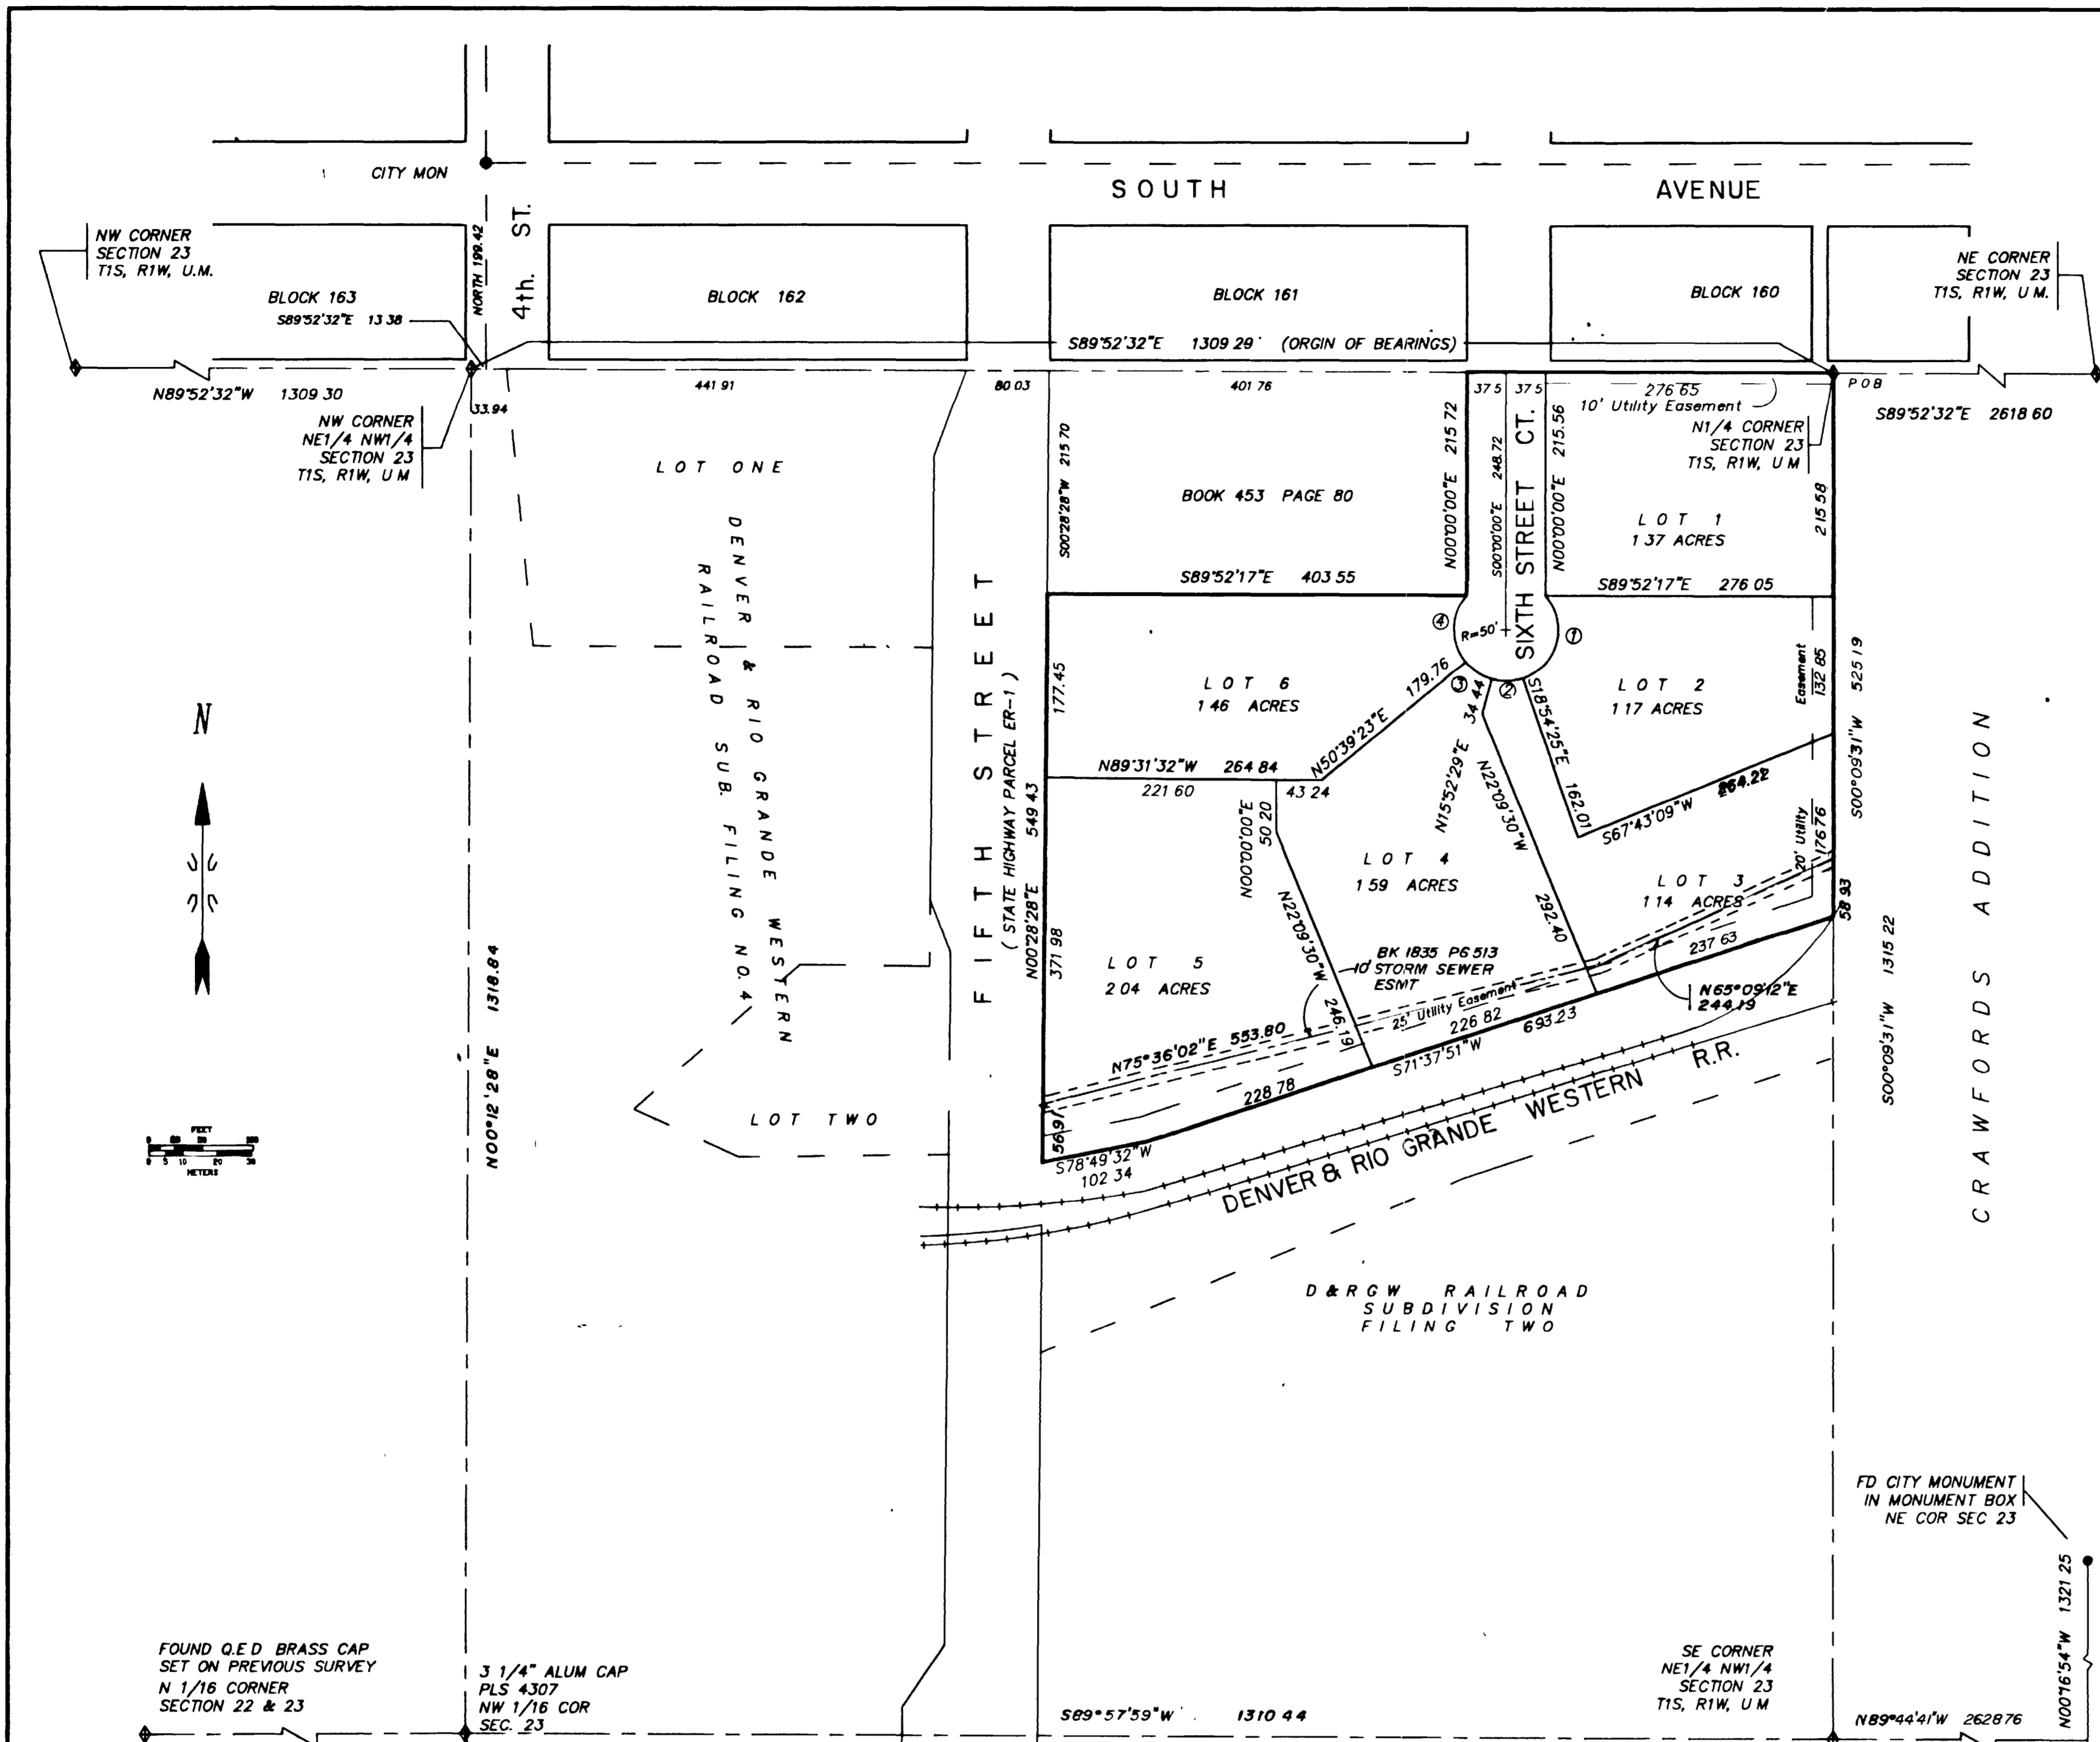 CITY MON
SOUTH AVENUE
NW CORNER
SECTION 23
T1S, R1W, U.M.
NORTH 199.42
4th. ST.
NE CORNER
SECTION 23
T1S, R1W, U M.
BLOCK 163
BLOCK 162
BLOCK 161
BLOCK 160
S89°52'32"E 13 38
S89°52'32"E 1309 29' (ORGIN OF BEARINGS)
N89°52'32"W 1309 30
33.94
441 91
80 03
401 76
37 5
37 5
276 65
10' Utility Easement
P O B
S89°52'32"E 2618 60
NW CORNER
NE1/4 NW1/4
SECTION 23
T1S, R1W, U M
N1/4 CORNER
SECTION 23
T1S, R1W, U M
LOT ONE
DENVER & RIO GRANDE WESTERN
RAILROAD SUB. FILING NO. 4
S00°28'28"W 215 70
BOOK 453 PAGE 80
N00°00'00"E 215 72
S00°00'00"E 248.72
SIXTH STREET CT.
N00°00'00"E 215.56
LOT 1
1 37 ACRES
215 58
S89°52'17"E 403 55
S89°52'17"E 276 05
FIFTH STREET
( STATE HIGHWAY PARCEL ER-1 )
N00°28'28"E 549 43
177.45
371 98
④
R=50'
①
③
②
LOT 6
1 46 ACRES
179.76
N50°39'23"E
34 44
N15°52'29"E
S18°54'25"E 162.01
LOT 2
1 17 ACRES
Easement
132 85
S00°09'31"W 525 19
N89°31'32"W 264 84
221 60
43 24
N00°00'00"E
50 20
N22°09'30"W 292.40
S67°43'09"W 264.22
20' Utility
176 76
LOT 4
1 59 ACRES
LOT 3
1 14 ACRES
58 93
N22°09'30"W 246.19
BK 1835 PG 513
10' STORM SEWER
ESMT
LOT 5
2 04 ACRES
237 63
N65°09'12"E
244.19
25' Utility Easement
226 82
693.23
S71°37'51"W
N75°36'02"E 553.80
228 78
56.91
S78°49'32"W
102 34
DENVER & RIO GRANDE WESTERN R.R.
S00°09'31"W 1315 22
CRAWFORDS ADDITION
N
N00°12'28"E 1318.84
LOT TWO
FEET
0 5 10 20 30
METERS
D & R G W RAILROAD
SUBDIVISION
FILING TWO
FD CITY MONUMENT
IN MONUMENT BOX
NE COR SEC 23
N00°16'54"W 1321 25
FOUND Q.E.D BRASS CAP
SET ON PREVIOUS SURVEY
N 1/16 CORNER
SECTION 22 & 23
3 1/4" ALUM CAP
PLS 4307
NW 1/16 COR
SEC. 23
S89°57'59"W 1310 44
SE CORNER
NE1/4 NW1/4
SECTION 23
T1S, R1W, U M
N89°44'41"W 2628 76